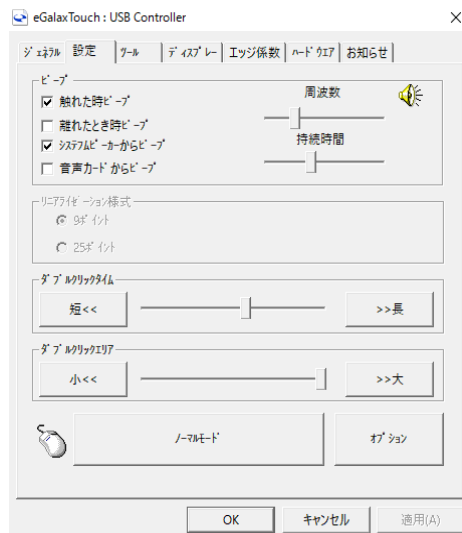 eGalaxTouch : USB Controller
ｼﾞｪﾈﾗﾙ 設定 ﾂｰﾙ ﾃﾞｨｽﾌﾟﾚｰ エッジ係数 ﾊｰﾄﾞｳｴｱ お知らせ
ﾋﾞｰﾌﾟ
触れた時ﾋﾞｰﾌﾟ
周波数
離れたとき時ﾋﾞｰﾌﾟ
ｼｽﾃﾌﾑﾋﾟｰｶｰからﾋﾞｰﾌﾟ
持続時間
音声ｶｰﾄﾞからﾋﾞｰﾌﾟ
ﾘﾆｱﾗｲｾﾞｰｼｮﾝ様式
9ﾎﾟｲﾝﾄ
25ﾎﾟｲﾝﾄ
ﾀﾞﾌﾞﾙｸﾘｯｸﾀｲﾑ
短<<
>>長
ﾀﾞﾌﾞﾙｸﾘｯｸｴﾘｱ
小<<
>>大
ﾉｰﾏﾙﾓｰﾄﾞ
ｵﾌﾟｼｮﾝ
OK キャンセル 適用(A)